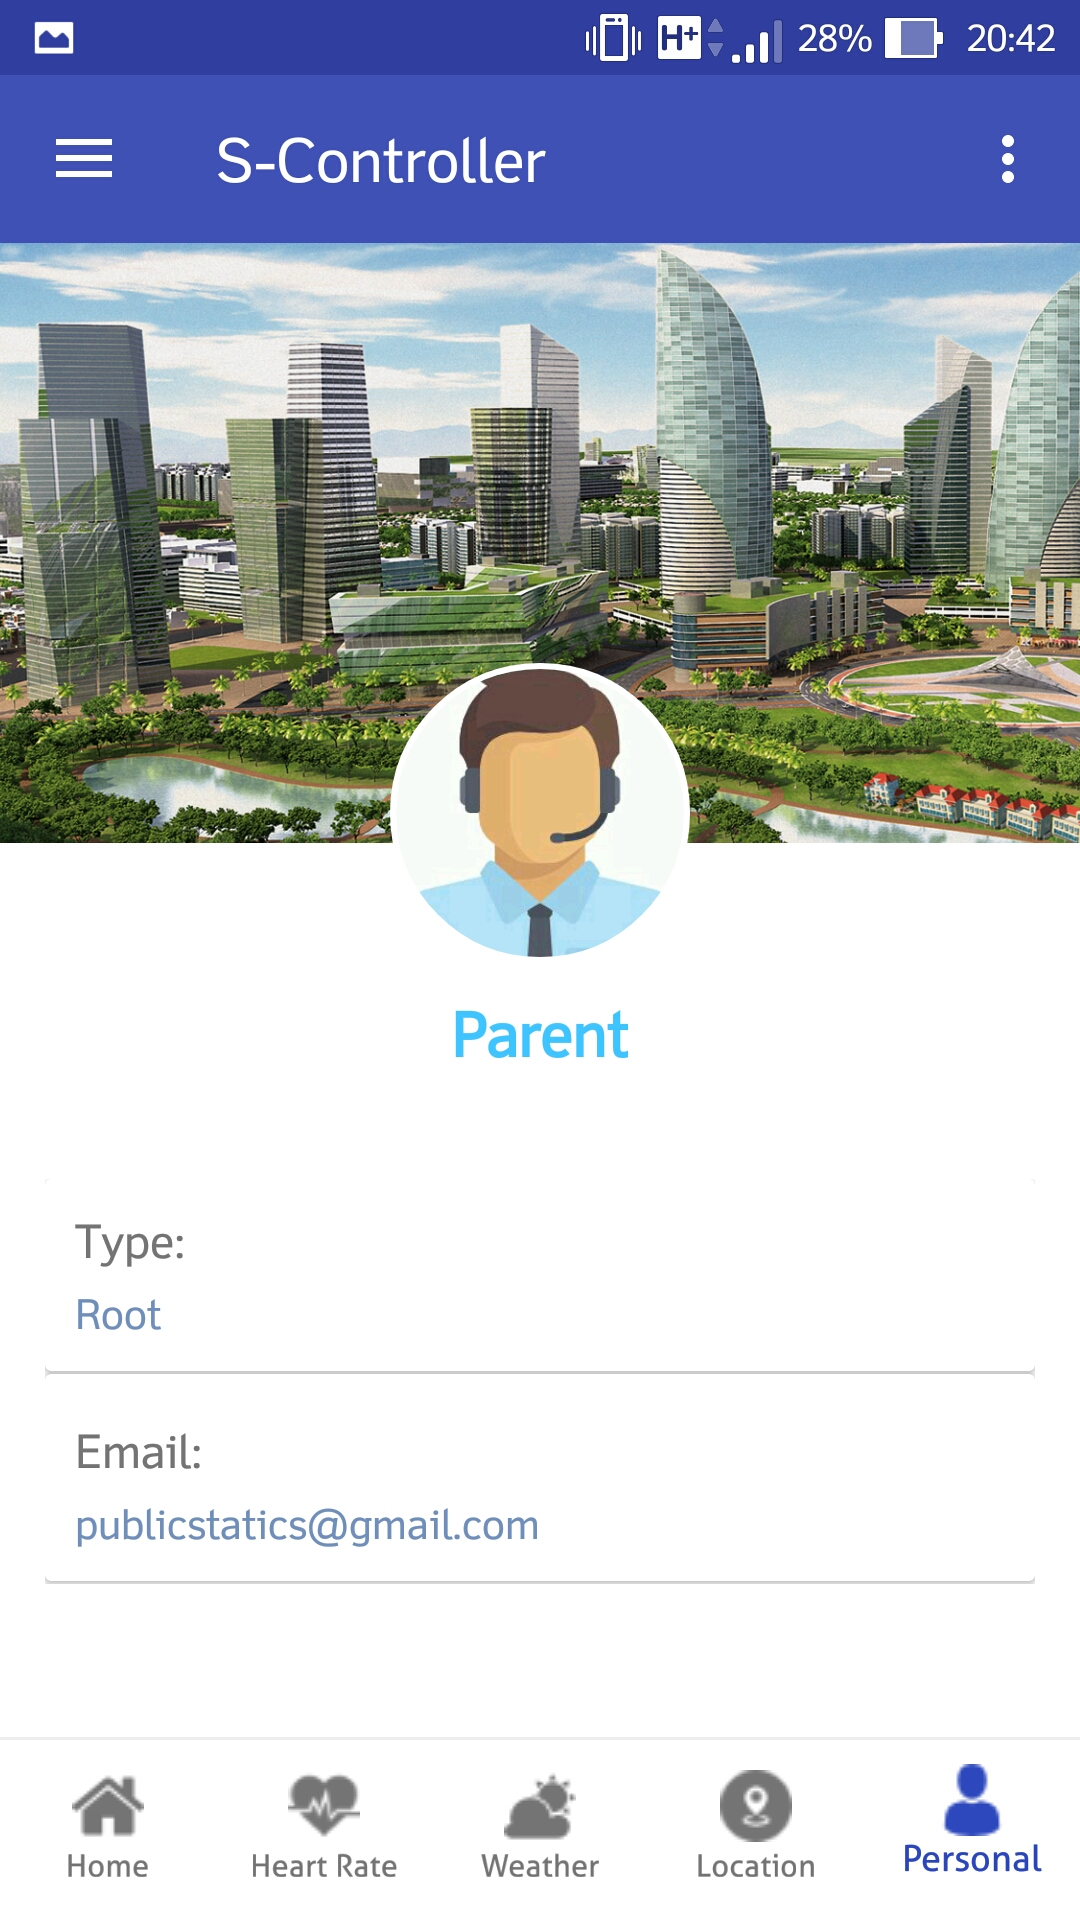 H+ 28% 20:42
S-Controller
Parent
Type:
Root
Email:
publicstatics@gmail.com
Home Heart Rate Weather Location Personal